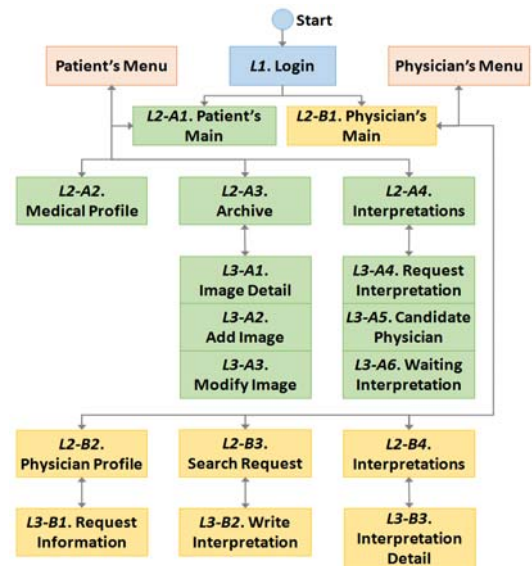 Start
Patient's Menu
L1. Login
Physician's Menu
L2-A1. Patient's
Main
L2-B1. Physician's
Main
L2-A2.
Medical Profile
L2-A3.
Archive
L2-A4.
Interpretations
L3-A1.
Image Detail
L3-A2.
Add Image
L3-A3.
Modify Image
L3-A4. Request
Interpretation
L3-A5. Candidate
Physician
L3-A6. Waiting
Interpretation
L2-B2.
Physician Profile
L2-B3.
Search Request
L2-B4.
Interpretations
L3-B1. Request
Information
L3-B2. Write
Interpretation
L3-B3.
Interpretation
Detail